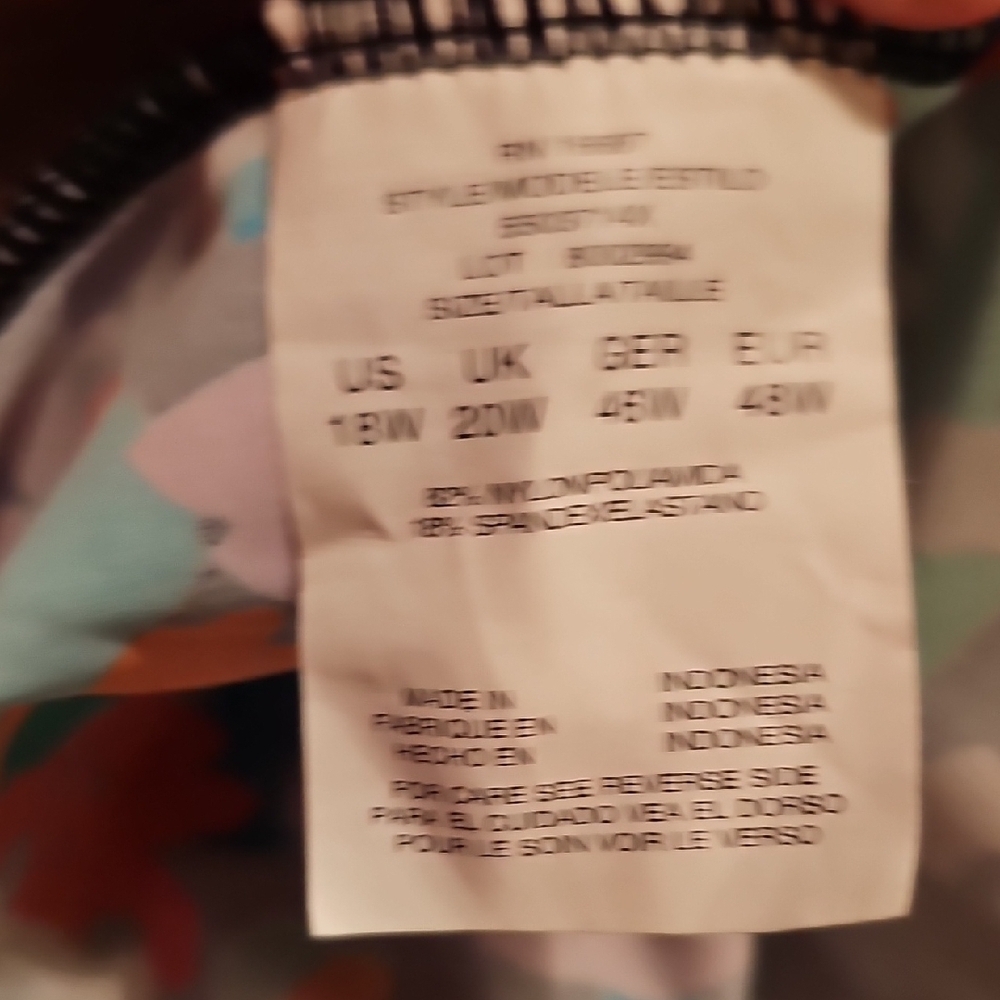 RN
STYLE/MODELE/ESTILO
LOT
SIZE/TALLA/TAILLE
US UK GER EUR
18W 20W 46W 48W
82% NYLON/POLIAMIDA
18% SPANDEX/ELASTANO
MADE IN INDONESIA
FABRIQUE EN INDONESIA
HECHO EN INDONESIA
FOR CARE SEE REVERSE SIDE
PARA EL CUIDADO VEA EL DORSO
POUR LE SOIN VOIR LE VERSO